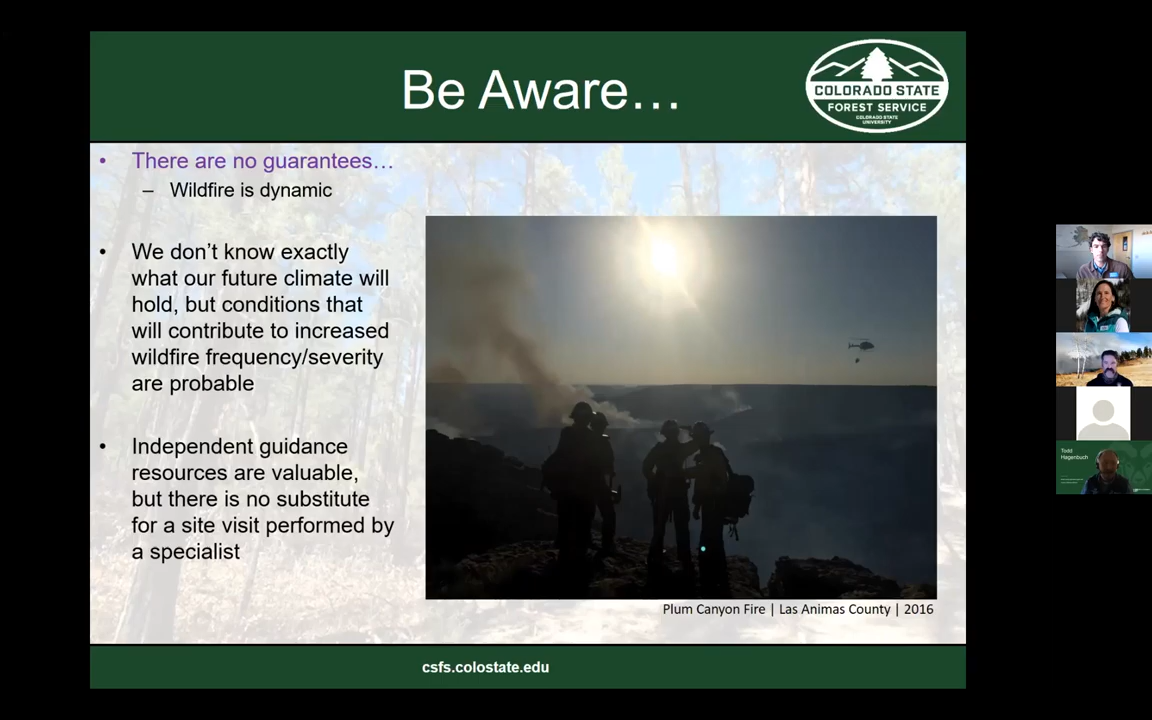 Be Aware…
COLORADO STATE
FOREST SERVICE
COLORADO STATE
UNIVERSITY
• There are no guarantees…
– Wildfire is dynamic
• We don’t know exactly
what our future climate will
hold, but conditions that
will contribute to increased
wildfire frequency/severity
are probable
• Independent guidance
resources are valuable,
but there is no substitute
for a site visit performed by
a specialist
Plum Canyon Fire | Las Animas County | 2016
csfs.colostate.edu
Todd
Hagenbuch